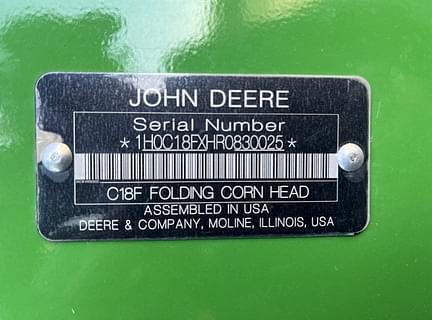 JOHN DEERE
Serial Number
*1H0C18FXHR0830025*
C18F FOLDING CORN HEAD
ASSEMBLED IN USA
DEERE & COMPANY, MOLINE, ILLINOIS, USA